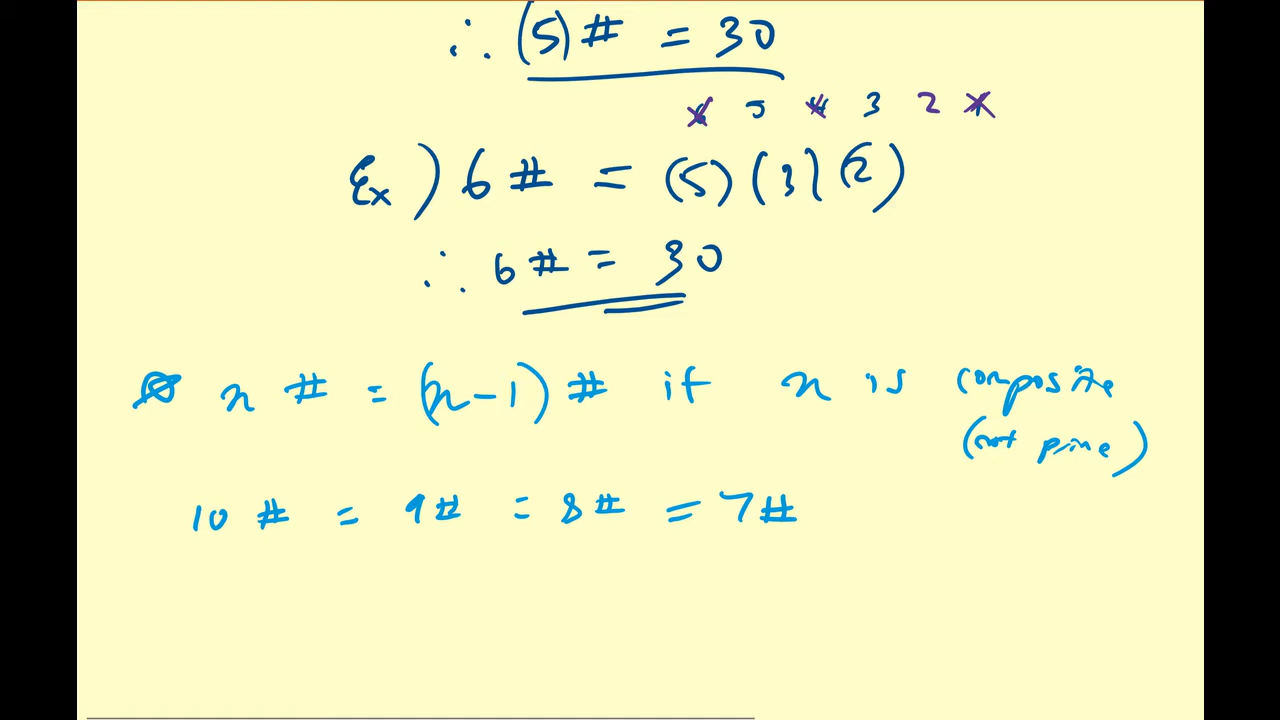 ∴ (5)# = 30
6 5 4 3 2 1
Ex) 6# = (5)(3)(2)
∴ 6# = 30
n# = (n-1)# if n is composite
(not prime)
10# = 9# = 8# = 7#